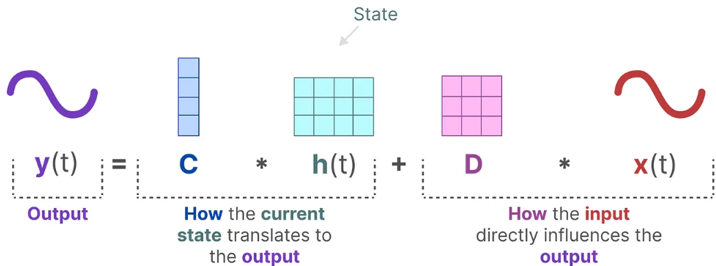 State
y(t) = C * h(t) + D * x(t)
Output
How the current
state translates to
the output
How the input
directly influences the
output